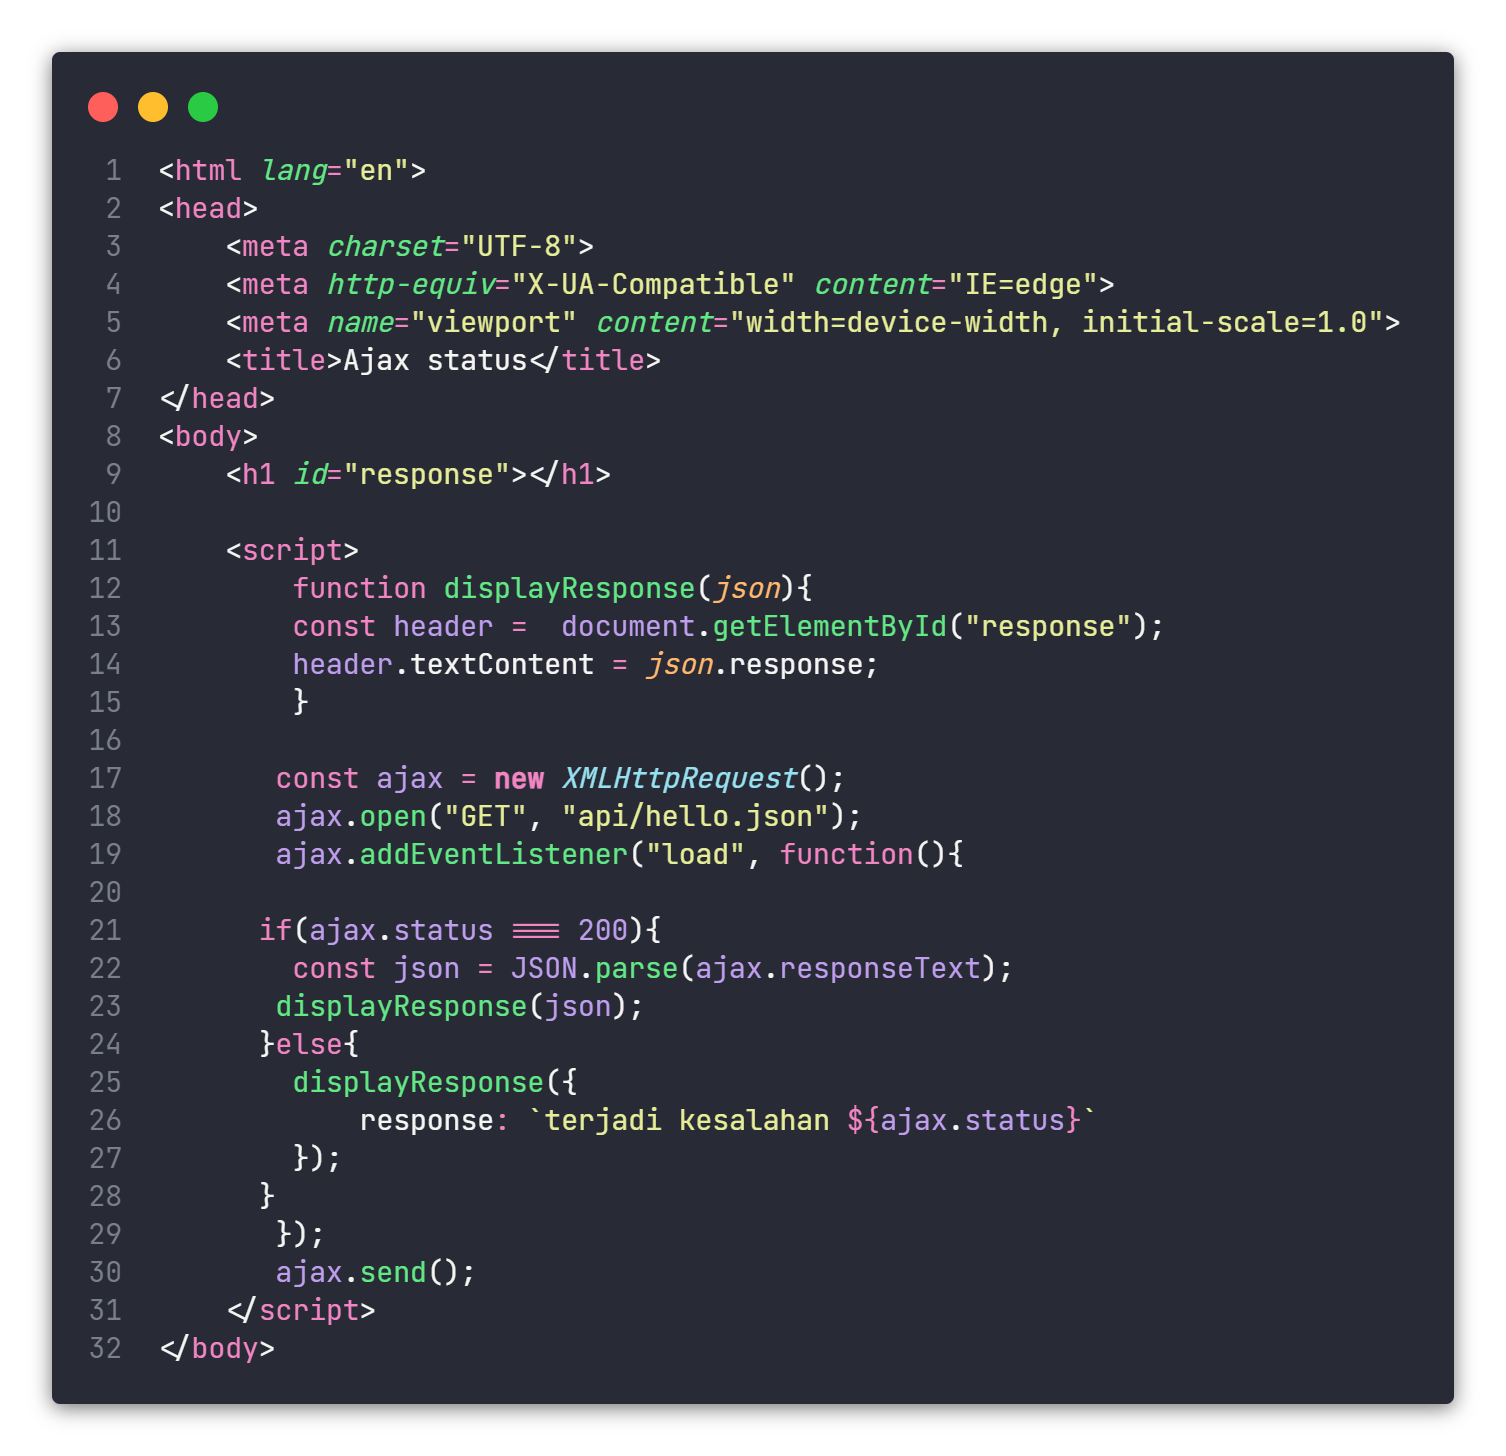 1 <html lang="en">
2 <head>
3     <meta charset="UTF-8">
4     <meta http-equiv="X-UA-Compatible" content="IE=edge">
5     <meta name="viewport" content="width=device-width, initial-scale=1.0">
6     <title>Ajax status</title>
7 </head>
8 <body>
9     <h1 id="response"></h1>
10
11     <script>
12         function displayResponse(json){
13         const header =  document.getElementById("response");
14         header.textContent = json.response;
15         }
16
17        const ajax = new XMLHttpRequest();
18        ajax.open("GET", "api/hello.json");
19        ajax.addEventListener("load", function(){
20
21       if(ajax.status === 200){
22         const json = JSON.parse(ajax.responseText);
23        displayResponse(json);
24       }else{
25         displayResponse({
26             response: `terjadi kesalahan ${ajax.status}`
27         });
28       }
29        });
30        ajax.send();
31     </script>
32 </body>